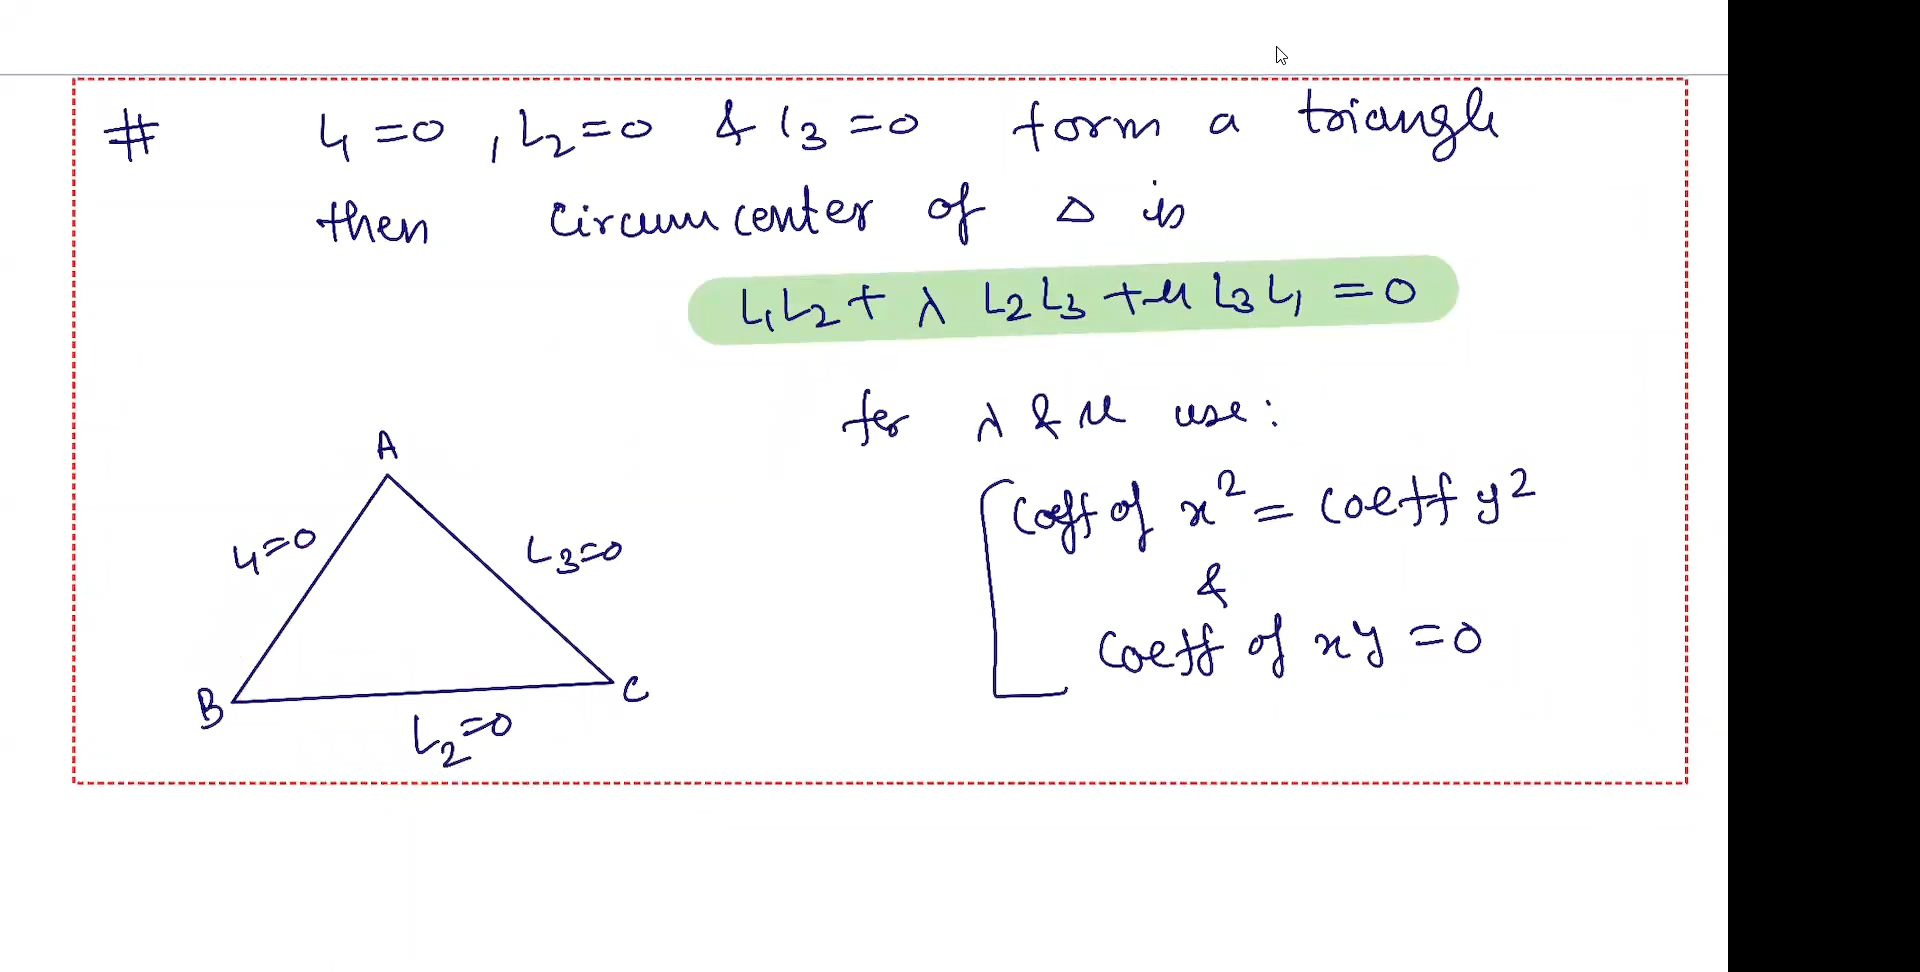 # L₁ =0 , L₂=0 & L₃ =0 form a triangle
then circumcenter of Δ is
L₁L₂ + λ L₂L₃ + μ L₃L₁ = 0
for λ & μ use:
A
coeff of x² = coeff y²
L₁=0
L₃=0
&
coeff of xy =0
B
C
L₂=0